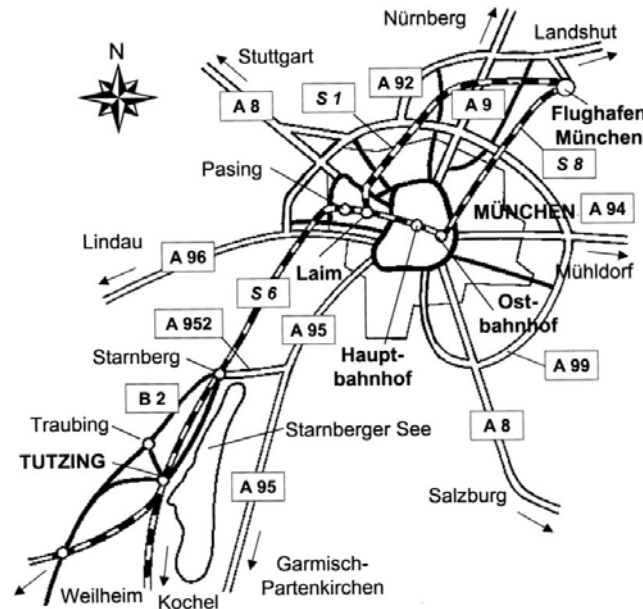 Nürnberg
Landshut
N
Stuttgart
A 92
S 1
A 9
A 8
Flughafen
München
S 8
Pasing
MÜNCHEN
A 94
Lindau
A 96
Laim
Mühldorf
S 6
Ost-
bahnhof
A 952
A 95
Haupt-
bahnhof
Starnberg
A 99
B 2
Traubing
Starnberger See
A 8
TUTZING
A 95
Salzburg
Garmisch-
Partenkirchen
Weilheim
Kochel